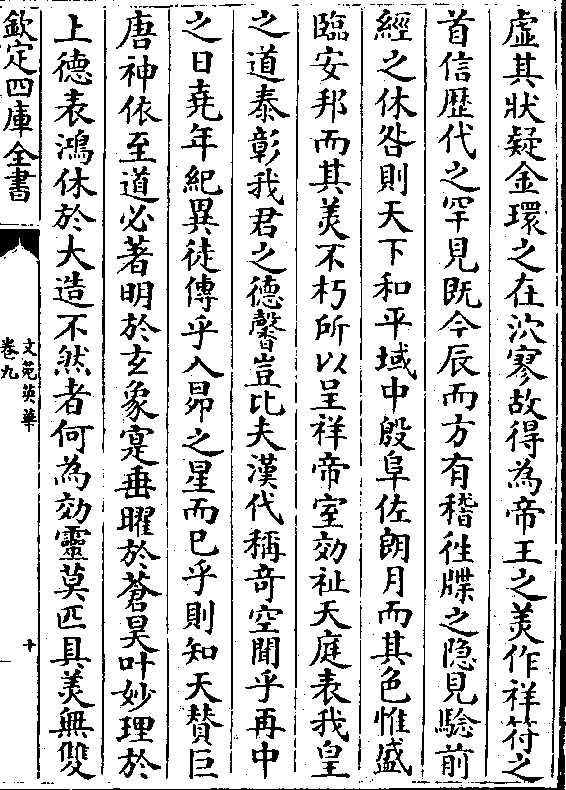 虛其狀疑金環之在泬寥故得為帝王之美作祥符之
首信歴代之罕見既今辰而方有稽徃牒之隐見驗前
經之休咎則天下和平域中殷阜佐朗月而其色惟盛
臨安邦而其美不朽所以呈祥帝室効祉天庭表我皇
之道泰彰我君之德馨豈比夫漢代稱竒空聞乎再中
之日堯年紀異徒傳乎入昴之星而已乎則知天賛巨
唐神依至道必著明於𤣥象寔垂曜於蒼昊叶妙理於
上德表鴻休於大造不然者何為効靈莫匹具美無雙
欽定四庫全書
文苑英華
卷九
十